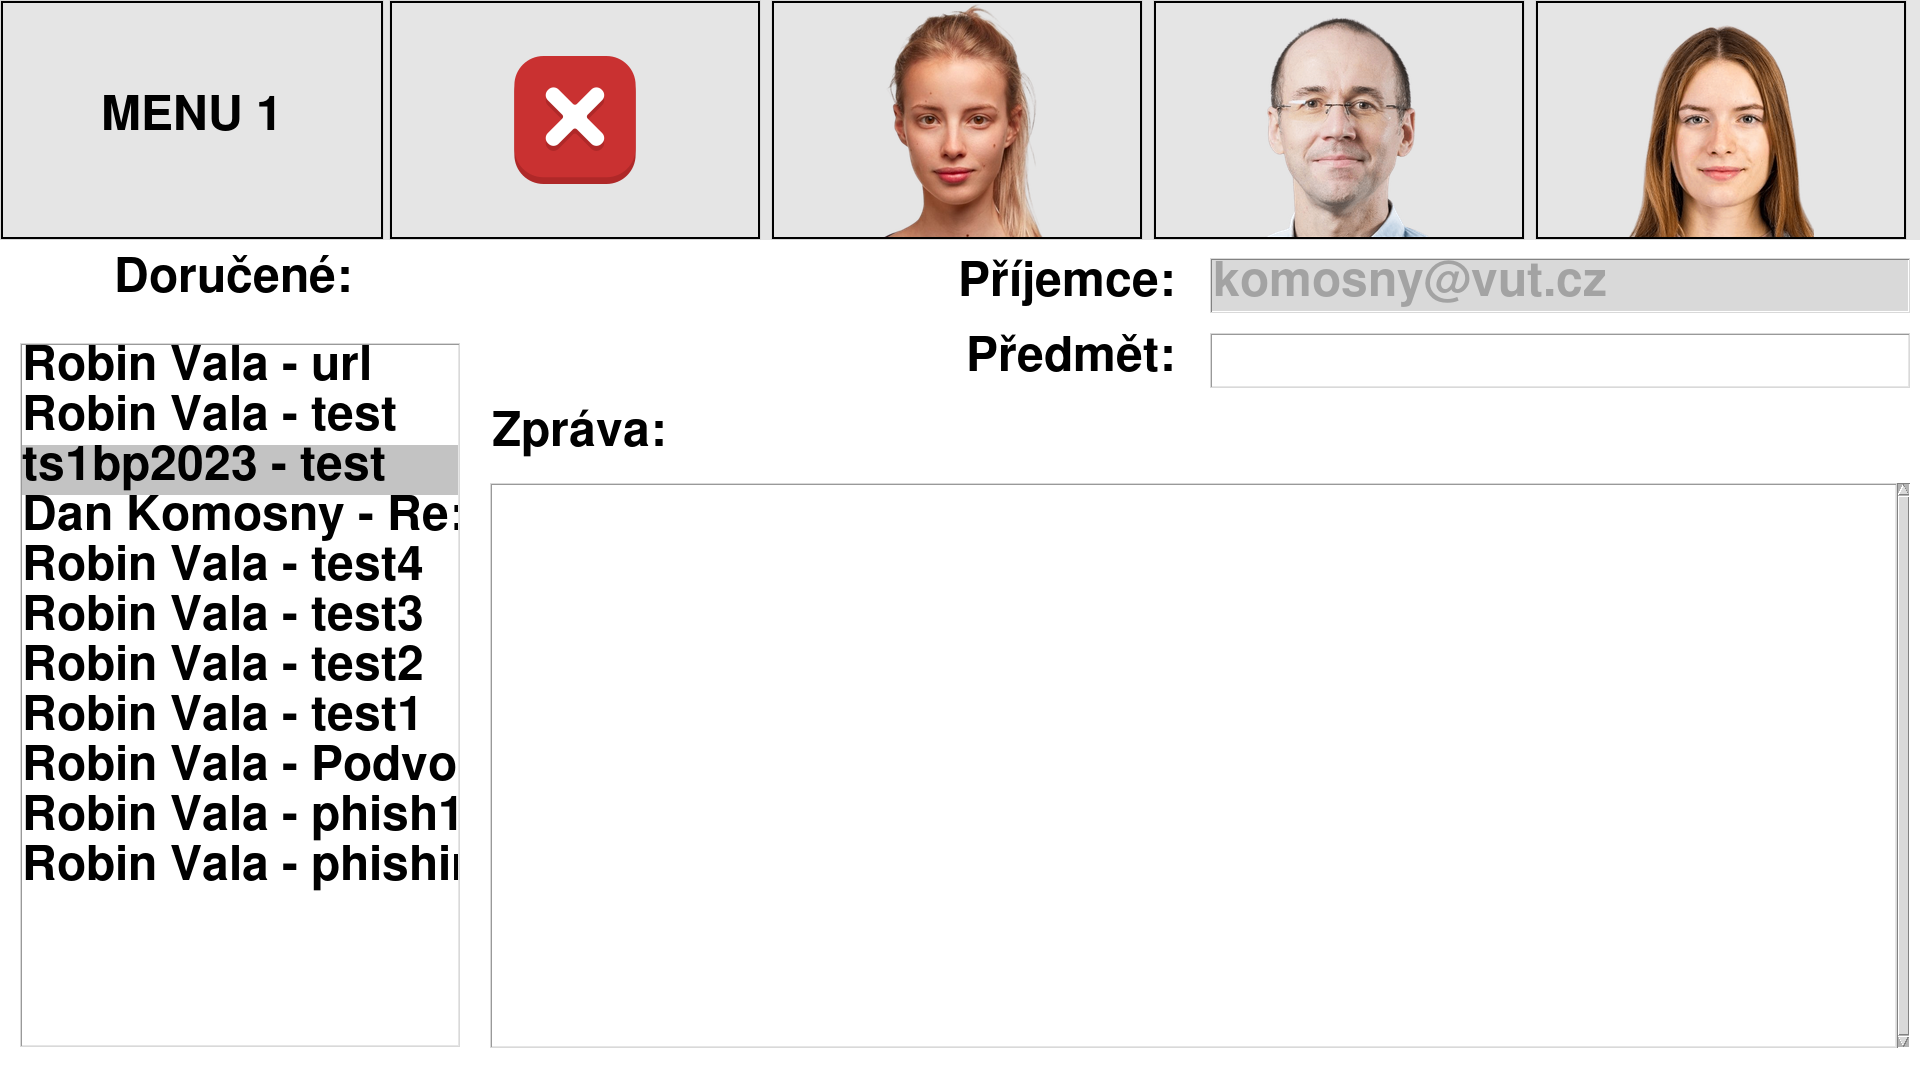 MENU 1
Doručené:
Příjemce:
komosny@vut.cz
Předmět:
Zpráva:
Robin Vala - url
Robin Vala - test
ts1bp2023 - test
Dan Komosny - Re:
Robin Vala - test4
Robin Vala - test3
Robin Vala - test2
Robin Vala - test1
Robin Vala - Podvo
Robin Vala - phish1
Robin Vala - phishin